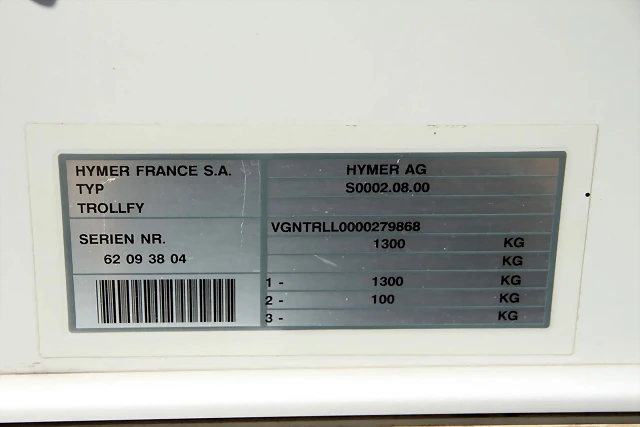 HYMER FRANCE S.A.
TYP
TROLLFY
SERIEN NR.
62 09 38 04
HYMER AG
S0002.08.00
VGNTRLL0000279868
1300 KG
KG
1 - 1300 KG
2 - 100 KG
3 - KG